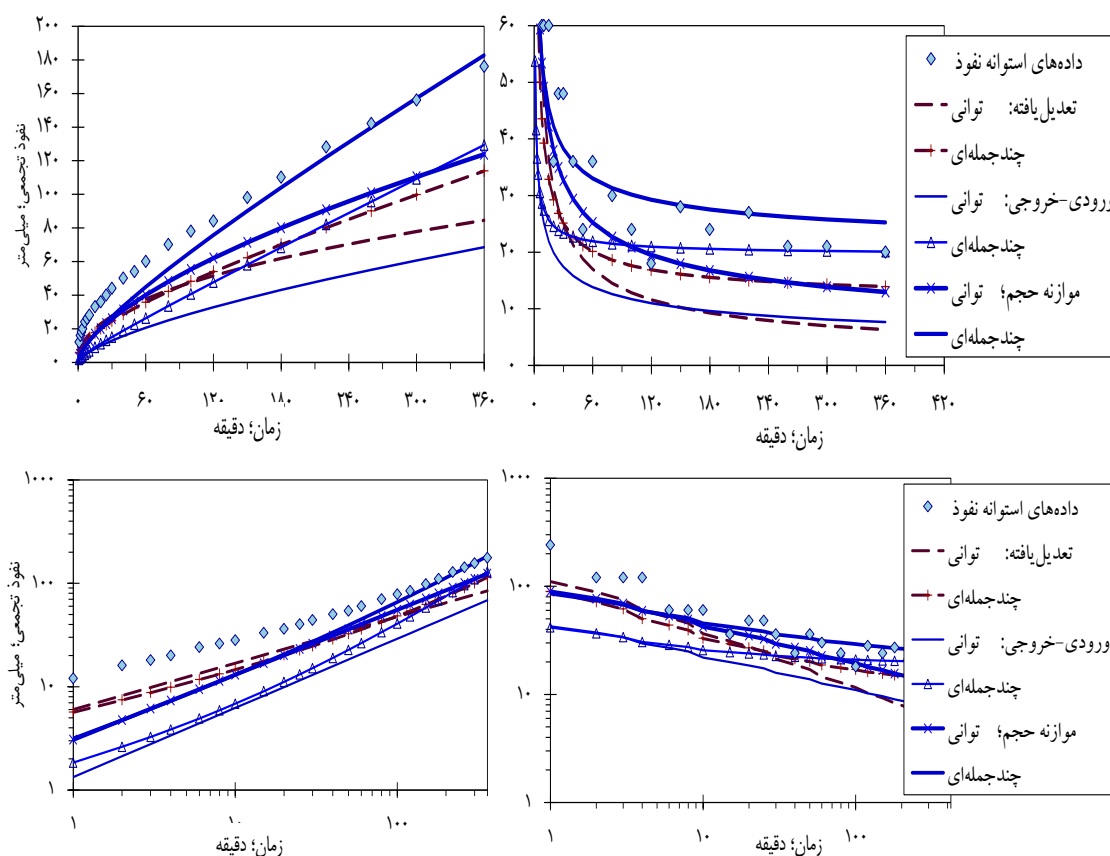 ۲۰۰
۱۸۰
۱۶۰
۱۴۰
۱۲۰
۱۰۰
۸۰
۶۰
۴۰
۲۰
۰
نفوذ تجمعی؛ میلی‌متر
۰ ۶۰ ۱۲۰ ۱۸۰ ۲۴۰ ۳۰۰ ۳۶۰
زمان؛ دقیقه
۶۰
۵۰
۴۰
۳۰
۲۰
۱۰
۰
۰ ۶۰ ۱۲۰ ۱۸۰ ۲۴۰ ۳۰۰ ۳۶۰ ۴۲۰
زمان؛ دقیقه
داده‌های استوانه نفوذ
تعدیل‌یافته: توانی
چندجمله‌ای
ورودی-خروجی: توانی
چندجمله‌ای
موازنه حجم؛ توانی
چندجمله‌ای
۱۰۰۰
۱۰۰
۱۰
۱
نفوذ تجمعی؛ میلی‌متر
۱ ۱۰ ۱۰۰
زمان؛ دقیقه
۱۰۰۰
۱۰۰
۱۰
۱
۱ ۱۰ ۱۰۰
زمان؛ دقیقه
داده‌های استوانه نفوذ
تعدیل‌یافته: توانی
چندجمله‌ای
ورودی-خروجی: توانی
چندجمله‌ای
موازنه حجم؛ توانی
چندجمله‌ای